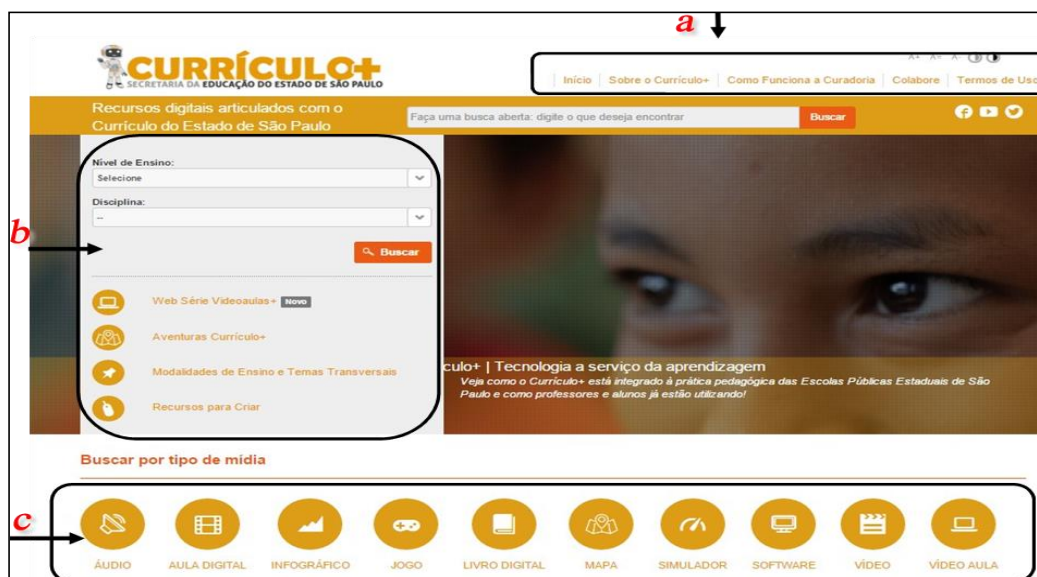 a
A+ A= A-
CURRÍCULO+
SECRETARIA DA EDUCAÇÃO DO ESTADO DE SÃO PAULO
Início Sobre o Currículo+ Como Funciona a Curadoria Colabore Termos de Uso
Recursos digitais articulados com o
Currículo do Estado de São Paulo
Faça uma busca aberta: digite o que deseja encontrar
Buscar
Nível de Ensino:
Selecione
Disciplina:
--
b
Buscar
Web Série Videoaulas+ Novo
Aventuras Currículo+
Modalidades de Ensino e Temas Transversais
Recursos para Criar
culo+ | Tecnologia a serviço da aprendizagem
Veja como o Currículo+ está integrado à prática pedagógica das Escolas Públicas Estaduais de São
Paulo e como professores e alunos já estão utilizando!
Buscar por tipo de mídia
c
ÁUDIO AULA DIGITAL INFOGRÁFICO JOGO LIVRO DIGITAL MAPA SIMULADOR SOFTWARE VÍDEO VÍDEO AULA